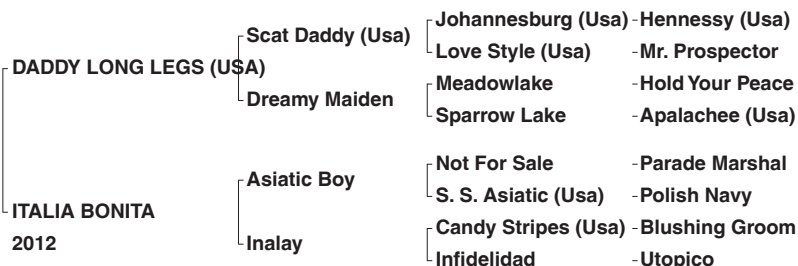 Johannesburg (Usa) - Hennessy (Usa)
Scat Daddy (Usa)
Love Style (Usa) - Mr. Prospector
DADDY LONG LEGS (USA)
Meadowlake - Hold Your Peace
Dreamy Maiden
Sparrow Lake - Apalachee (Usa)
Not For Sale - Parade Marshal
Asiatic Boy
S. S. Asiatic (Usa) - Polish Navy
ITALIA BONITA
Candy Stripes (Usa) - Blushing Groom
2012
Inalay
Infidelidad - Utopico